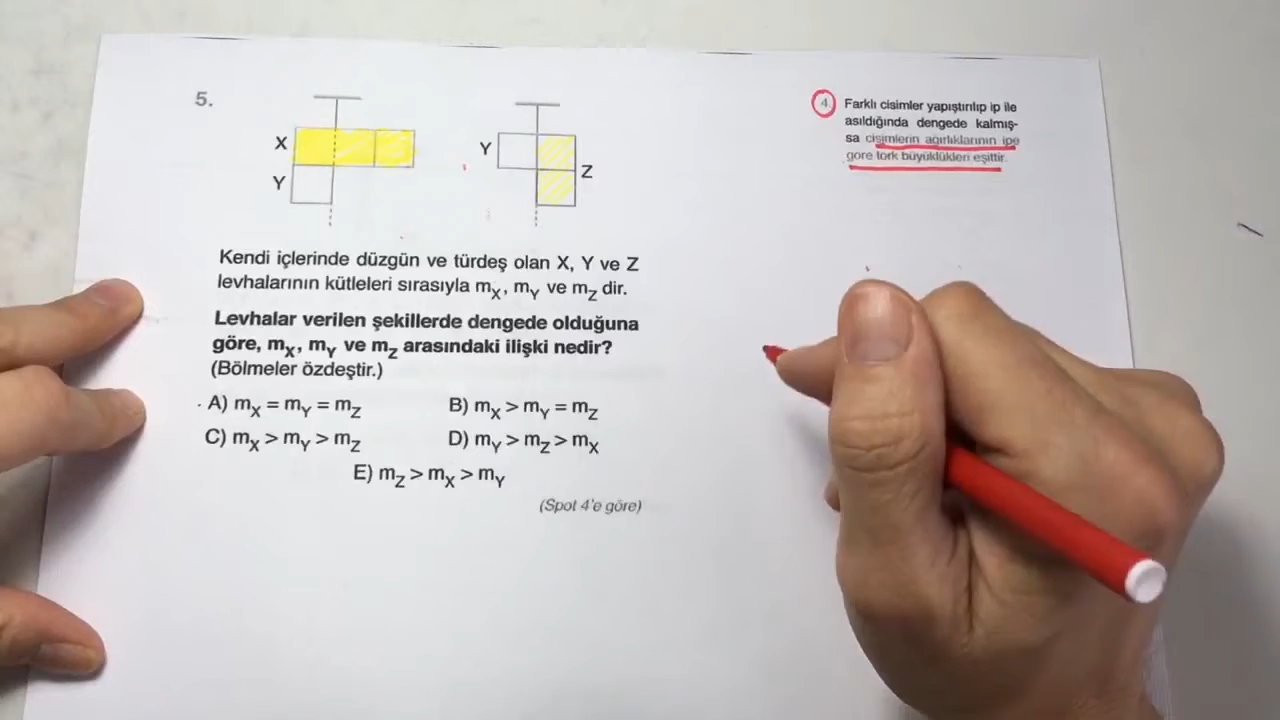 5.
X
Y
Y
Z
4
Farklı cisimler yapıştırılıp ip ile
asıldığında dengede kalmış-
sa cisimlerin ağırlıklarının ipe
göre tork büyüklükleri eşittir.
Kendi içlerinde düzgün ve türdeş olan X, Y ve Z
levhalarının kütleleri sırasıyla mX, mY ve mZ dir.
Levhalar verilen şekillerde dengede olduğuna
göre, mX, mY ve mZ arasındaki ilişki nedir?
(Bölmeler özdeştir.)
A) mX = mY = mZ
B) mX > mY = mZ
C) mX > mY > mZ
D) mY > mZ > mX
E) mZ > mX > mY
(Spot 4'e göre)